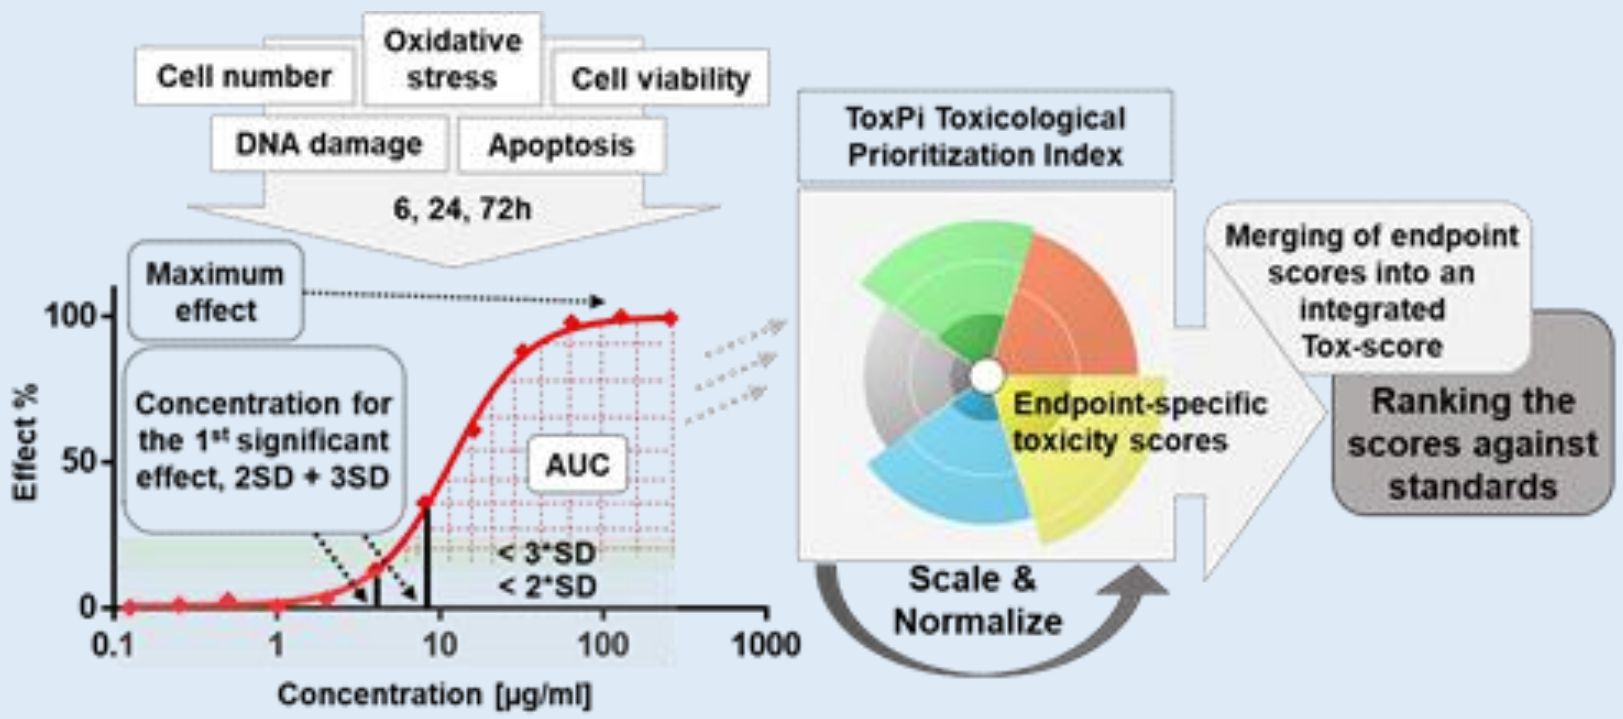 Cell number
Oxidative
stress
Cell viability
DNA damage
Apoptosis
6, 24, 72h
Maximum
effect
Concentration for
the 1st significant
effect, 2SD + 3SD
AUC
< 3*SD
< 2*SD
Effect %
100
50
0
0.1
1
10
100
1000
Concentration [µg/ml]
ToxPi Toxicological
Prioritization Index
Endpoint-specific
toxicity scores
Scale &
Normalize
Merging of endpoint
scores into an
integrated
Tox-score
Ranking the
scores against
standards